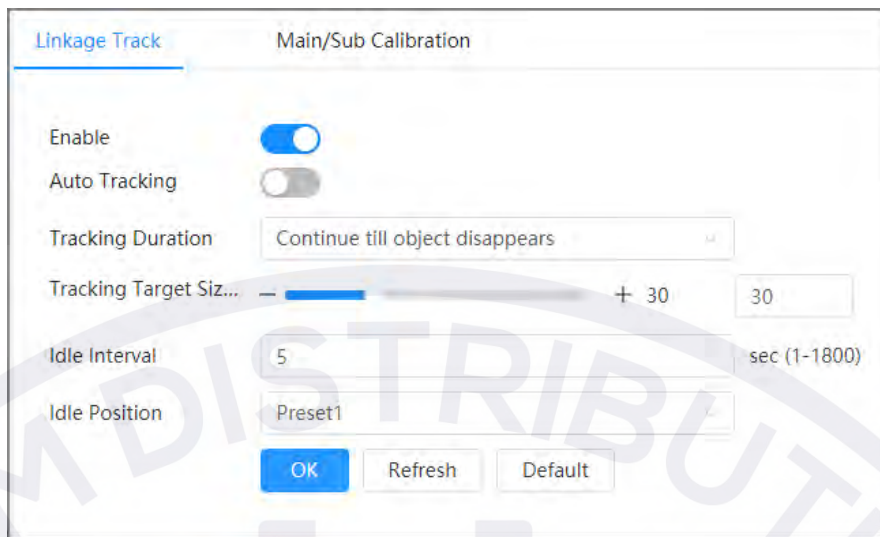 Linkage Track Main/Sub Calibration
Enable
Auto Tracking
Tracking Duration Continue till object disappears
Tracking Target Siz... − + 30 30
Idle Interval 5 sec (1-1800)
Idle Position Preset1
OK Refresh Default
M DISTRIBUTI